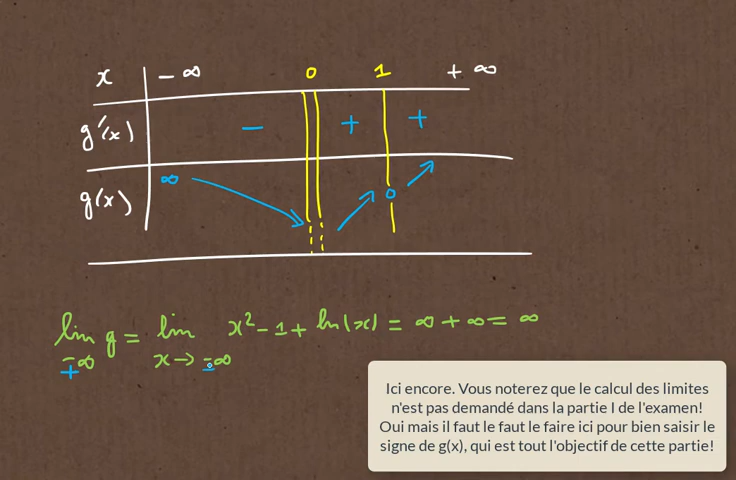 x - ∞ 0 1 + ∞
g'(x) - + +
g(x) ∞ 0
lim g = lim x² - 1 + ln(x) = ∞ + ∞ = ∞
-∞ x → -∞
+
Ici encore. Vous noterez que le calcul des limites
n'est pas demandé dans la partie I de l'examen!
Oui mais il faut le faut le faire ici pour bien saisir le
signe de g(x), qui est tout l'objectif de cette partie!